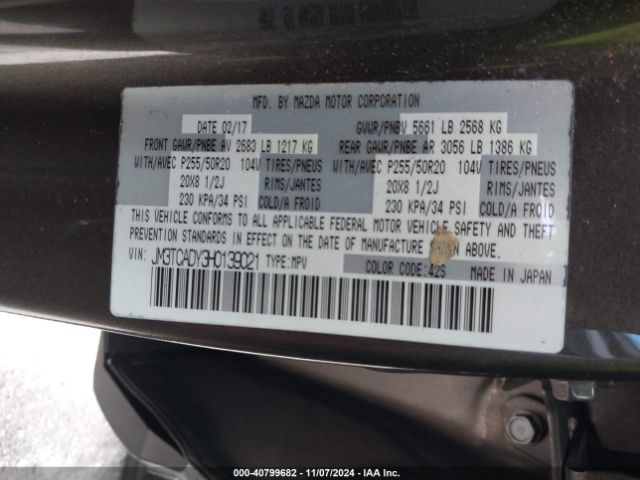 MFD. BY MAZDA MOTOR CORPORATION
DATE 02/17 GVWR/PNBV 5661 LB 2568 KG
FRONT GAWR/PNBE AV 2683 LB 1217 KG REAR GAWR/PNBE AR 3056 LB 1386 KG
WITH/AVEC P255/50R20 104V TIRES/PNEUS WITH/AVEC P255/50R20 104V TIRES/PNEUS
20X8 1/2J RIMS/JANTES 20X8 1/2J RIMS/JANTES
230 KPA/34 PSI COLD/A FROID 230 KPA/34 PSI COLD/A FROID
THIS VEHICLE CONFORMS TO ALL APPLICABLE FEDERAL MOTOR VEHICLE SAFETY AND THEFT
PREVENTION STANDARDS IN EFFECT ON THE DATE OF MANUFACTURE SHOWN ABOVE.
VIN: JM3TCADY3H0139021 TYPE:MPV COLOR CODE:42S MADE IN JAPAN
000-40799682 — 11/07/2024 — IAA Inc.